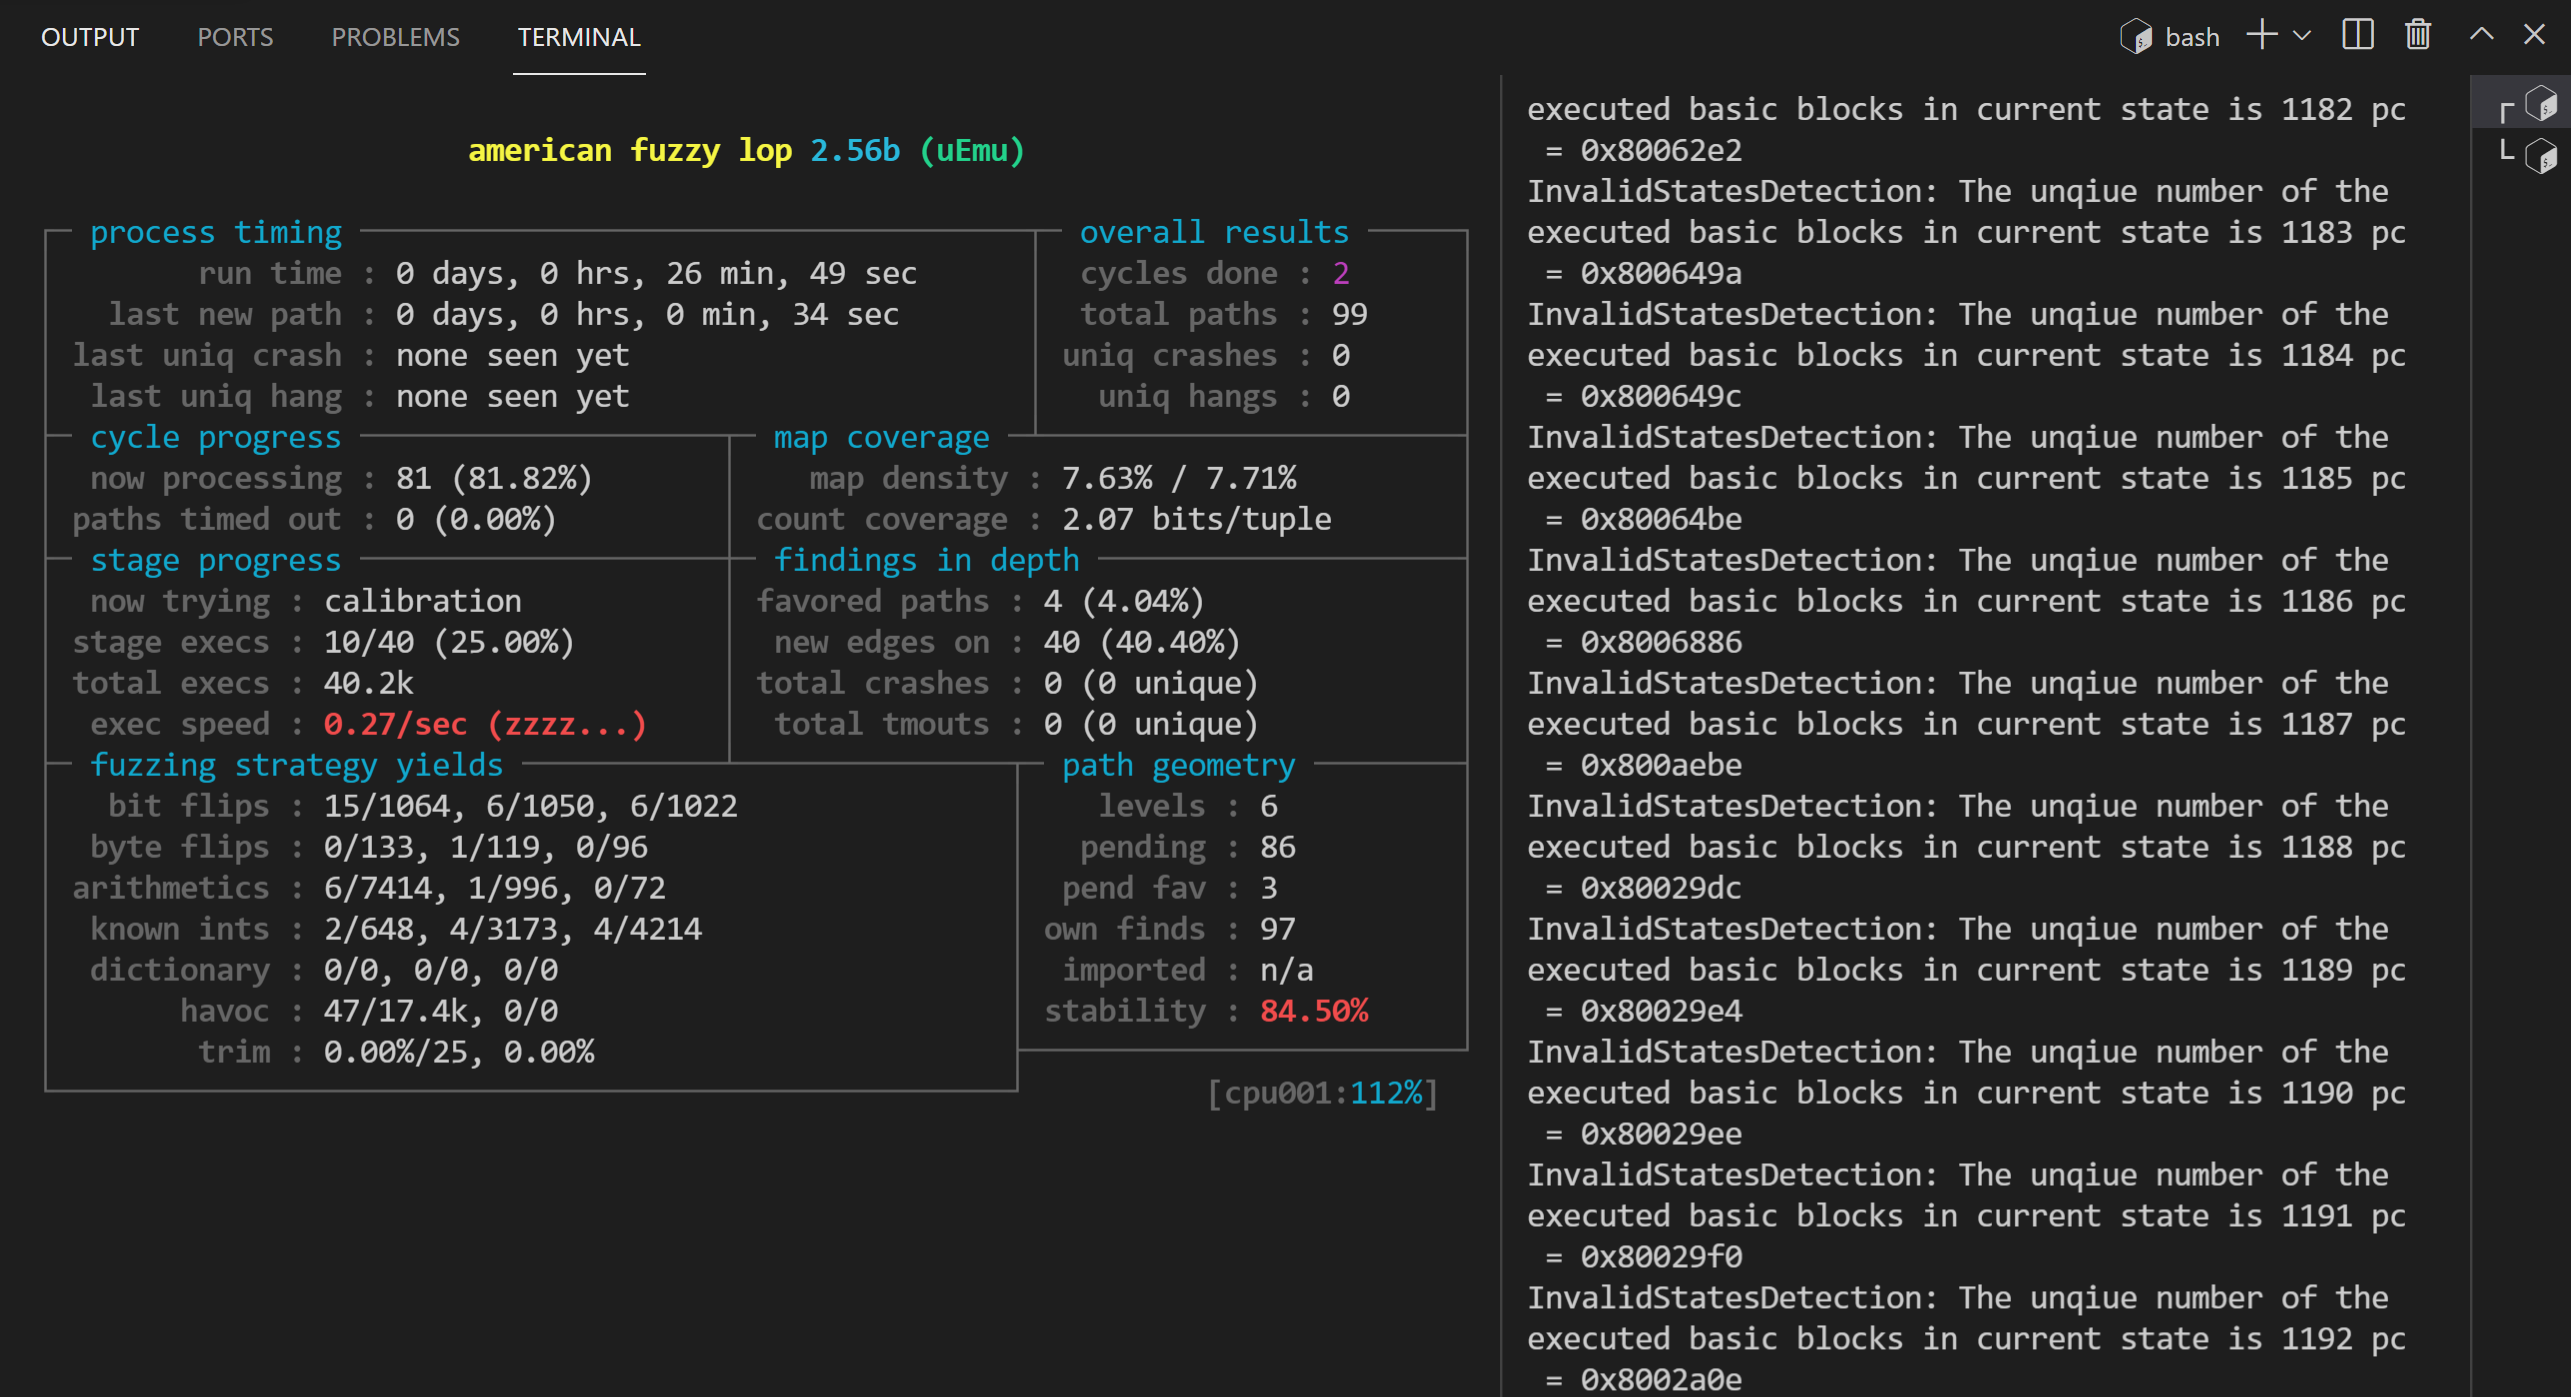 OUTPUT PORTS PROBLEMS TERMINAL bash
american fuzzy lop 2.56b (uEmu)
process timing overall results
run time : 0 days, 0 hrs, 26 min, 49 sec cycles done : 2
last new path : 0 days, 0 hrs, 0 min, 34 sec total paths : 99
last uniq crash : none seen yet uniq crashes : 0
last uniq hang : none seen yet uniq hangs : 0
cycle progress map coverage
now processing : 81 (81.82%) map density : 7.63% / 7.71%
paths timed out : 0 (0.00%) count coverage : 2.07 bits/tuple
stage progress findings in depth
now trying : calibration favored paths : 4 (4.04%)
stage execs : 10/40 (25.00%) new edges on : 40 (40.40%)
total execs : 40.2k total crashes : 0 (0 unique)
exec speed : 0.27/sec (zzzz...) total tmouts : 0 (0 unique)
fuzzing strategy yields path geometry
bit flips : 15/1064, 6/1050, 6/1022 levels : 6
byte flips : 0/133, 1/119, 0/96 pending : 86
arithmetics : 6/7414, 1/996, 0/72 pend fav : 3
known ints : 2/648, 4/3173, 4/4214 own finds : 97
dictionary : 0/0, 0/0, 0/0 imported : n/a
havoc : 47/17.4k, 0/0 stability : 84.50%
trim : 0.00%/25, 0.00%
[cpu001:112%]
executed basic blocks in current state is 1182 pc
= 0x80062e2
InvalidStatesDetection: The unqiue number of the
executed basic blocks in current state is 1183 pc
= 0x800649a
InvalidStatesDetection: The unqiue number of the
executed basic blocks in current state is 1184 pc
= 0x800649c
InvalidStatesDetection: The unqiue number of the
executed basic blocks in current state is 1185 pc
= 0x80064be
InvalidStatesDetection: The unqiue number of the
executed basic blocks in current state is 1186 pc
= 0x8006886
InvalidStatesDetection: The unqiue number of the
executed basic blocks in current state is 1187 pc
= 0x800aebe
InvalidStatesDetection: The unqiue number of the
executed basic blocks in current state is 1188 pc
= 0x80029dc
InvalidStatesDetection: The unqiue number of the
executed basic blocks in current state is 1189 pc
= 0x80029e4
InvalidStatesDetection: The unqiue number of the
executed basic blocks in current state is 1190 pc
= 0x80029ee
InvalidStatesDetection: The unqiue number of the
executed basic blocks in current state is 1191 pc
= 0x80029f0
InvalidStatesDetection: The unqiue number of the
executed basic blocks in current state is 1192 pc
= 0x8002a0e